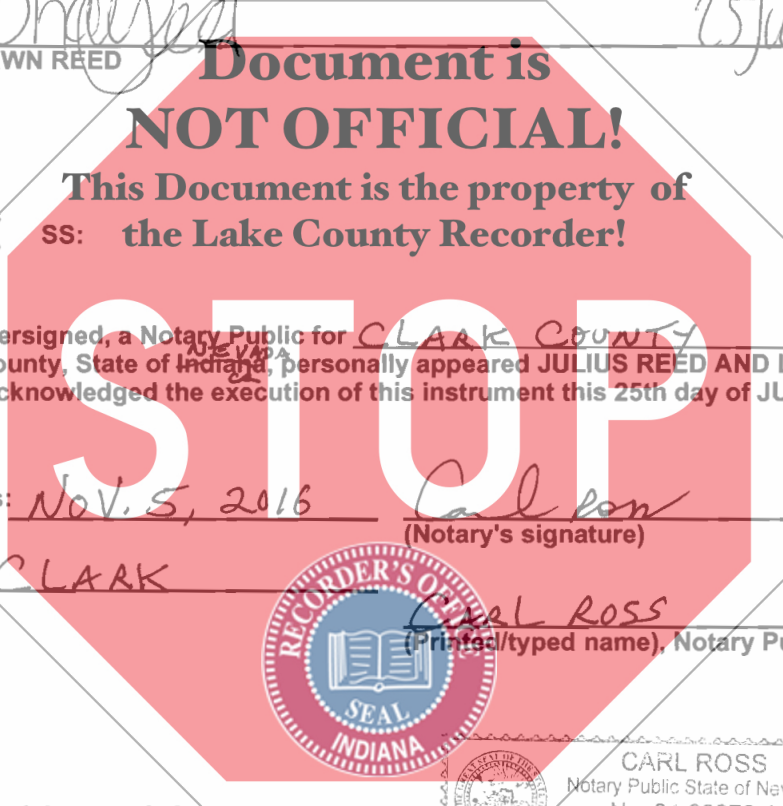 WN REED
Document is
NOT OFFICIAL!
This Document is the property of
SS: the Lake County Recorder!
STOP
ersigned, a Notary Public for CLARK COUNTY
NEVADA
ounty, State of Indiana, personally appeared JULIUS REED AND
cknowledged the execution of this instrument this 25th day of JU
NOV. 5, 2016 Carl Ross
(Notary's signature)
CLARK
CARL ROSS
(Printed/typed name), Notary Pu
RECORDER'S OFFICE
SEAL
INDIANA
CARL ROSS
Notary Public State of Ne